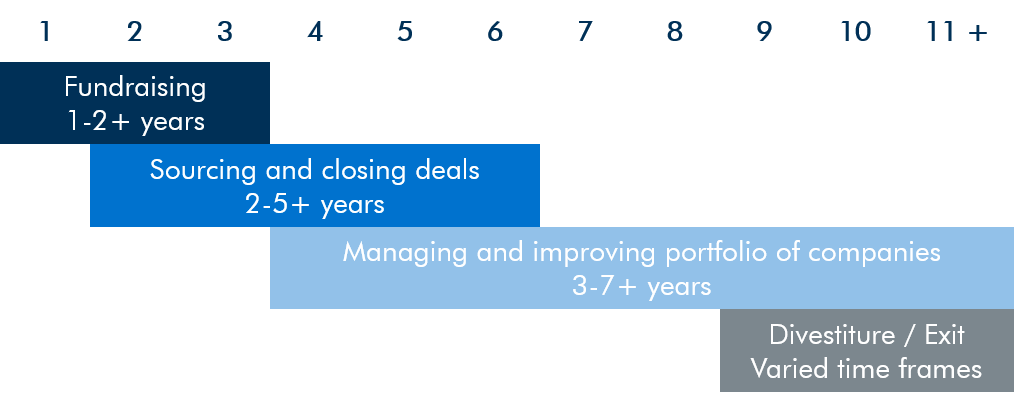 1 2 3 4 5 6 7 8 9 10 11 +
Fundraising
1-2+ years
Sourcing and closing deals
2-5+ years
Managing and improving portfolio of companies
3-7+ years
Divestiture / Exit
Varied time frames